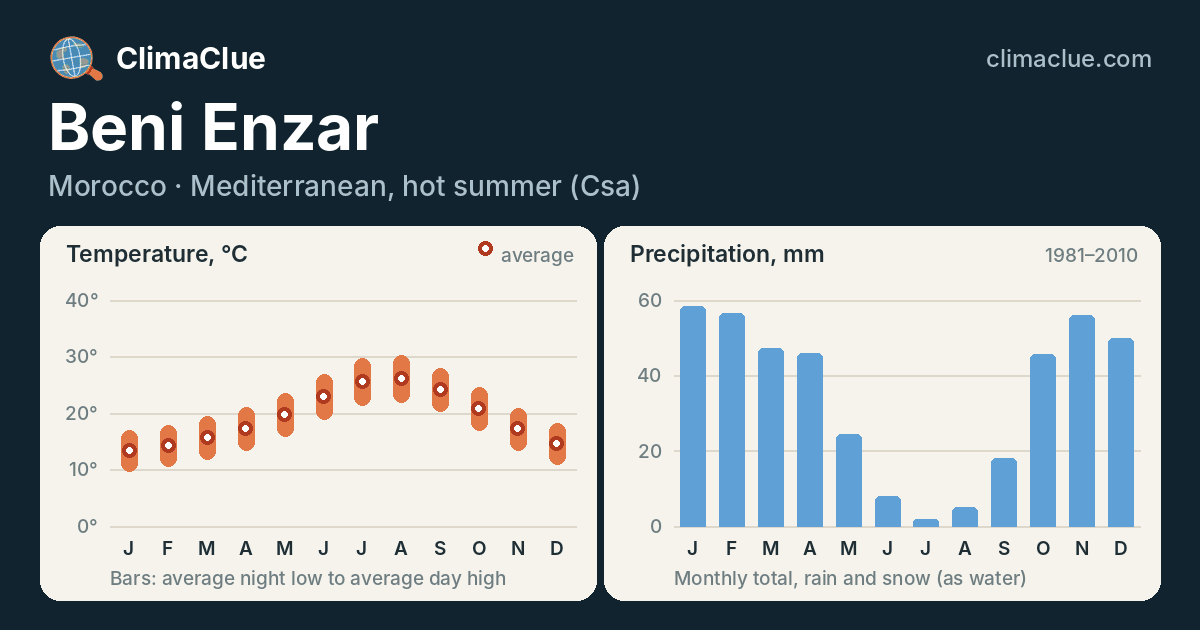 ClimaClue
climaclue.com
Beni Enzar
Morocco · Mediterranean, hot summer (Csa)
Temperature, °C
average
40°
30°
20°
10°
0°
J F M A M J J A S O N D
Bars: average night low to average day high
Precipitation, mm
1981–2010
60
40
20
0
J F M A M J J A S O N D
Monthly total, rain and snow (as water)